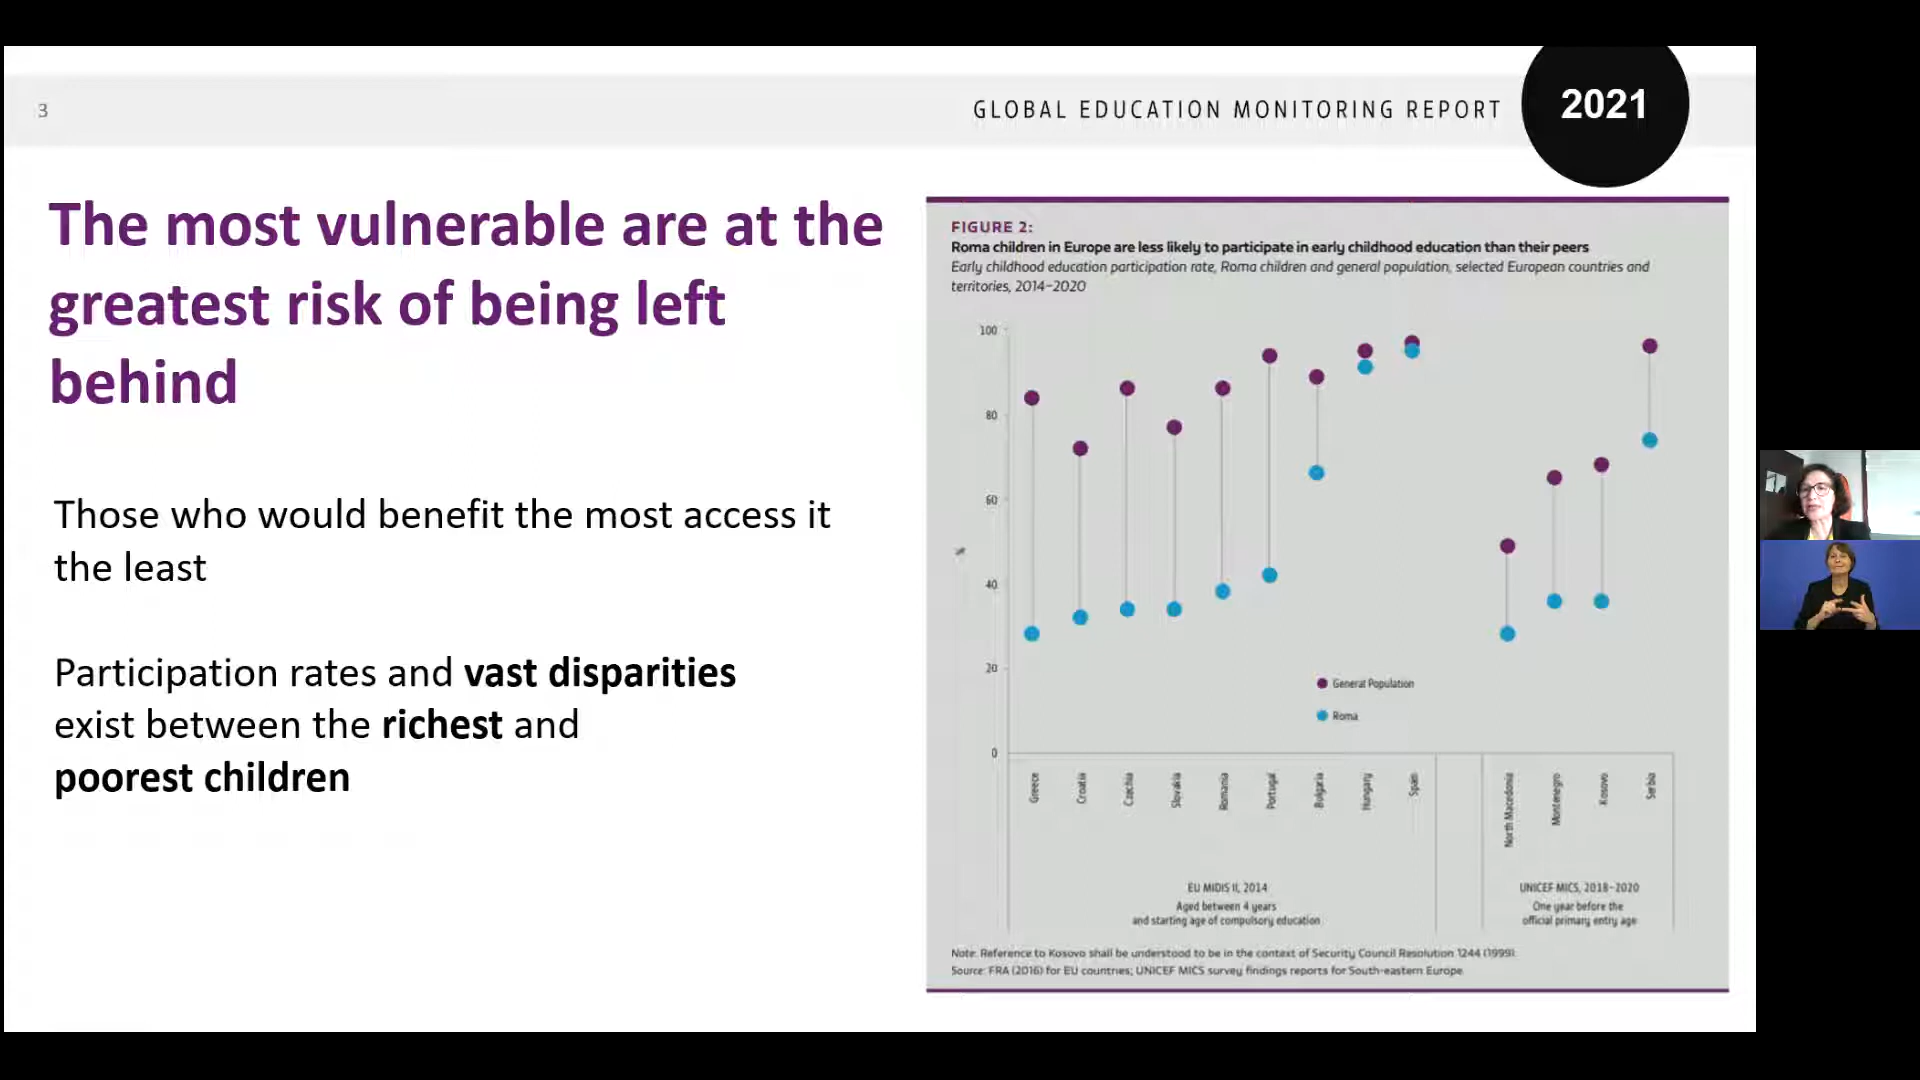 3
GLOBAL EDUCATION MONITORING REPORT
2021
The most vulnerable are at the
greatest risk of being left
behind
Those who would benefit the most access it
the least
Participation rates and vast disparities
exist between the richest and
poorest children
FIGURE 2:
Roma children in Europe are less likely to participate in early childhood education than their peers
Early childhood education participation rate, Roma children and general population, selected European countries and
territories, 2014–2020
100
80
60
%
40
20
0
General Population
Roma
Greece
Croatia
Czechia
Slovakia
Romania
Portugal
Bulgaria
Hungary
Spain
North Macedonia
Montenegro
Kosovo
Serbia
EU MIDIS II, 2014
Aged between 4 years
and starting age of compulsory education
UNICEF MICS, 2018–2020
One year before the
official primary entry age
Note: Reference to Kosovo shall be understood to be in the context of Security Council Resolution 1244 (1999).
Source: FRA (2016) for EU countries; UNICEF MICS survey findings reports for South-eastern Europe.